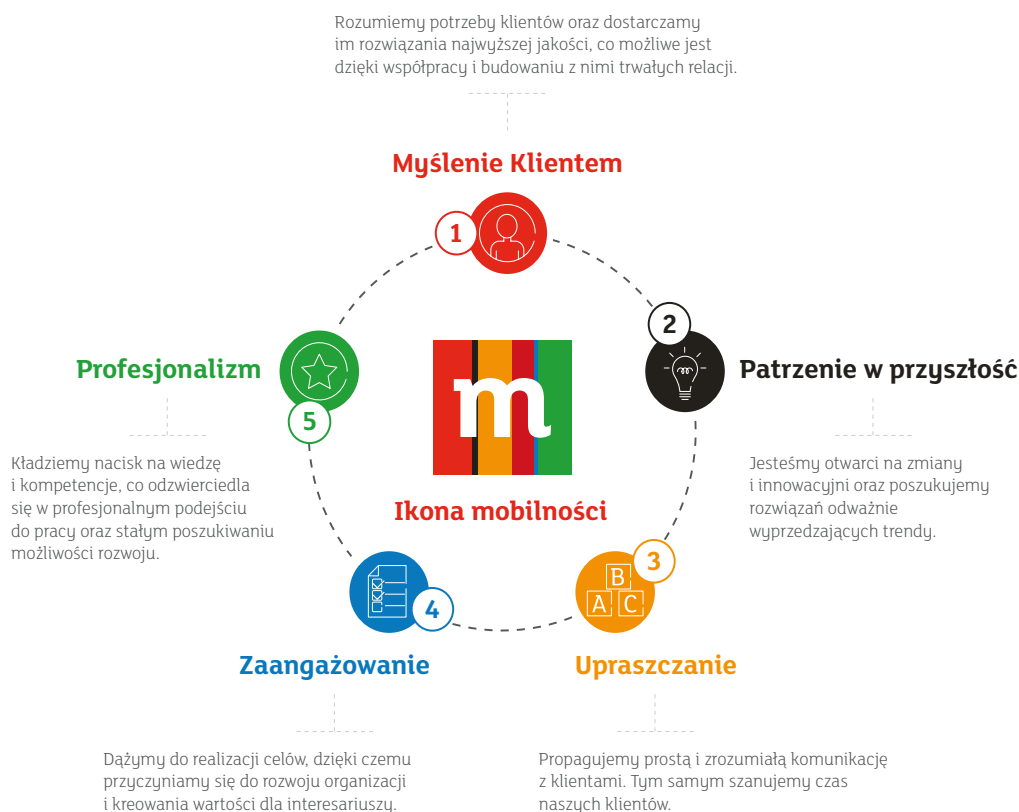 Rozumiemy potrzeby klientów oraz dostarczamy
im rozwiązania najwyższej jakości, co możliwe jest
dzięki współpracy i budowaniu z nimi trwałych relacji.
Myślenie Klientem
1
2
Patrzenie w przyszłość
Jesteśmy otwarci na zmiany
i innowacyjni oraz poszukujemy
rozwiązań odważnie
wyprzedzających trendy.
Profesjonalizm
5
Kładziemy nacisk na wiedzę
i kompetencje, co odzwierciedla
się w profesjonalnym podejściu
do pracy oraz stałym poszukiwaniu
możliwości rozwoju.
m
Ikona mobilności
3
B
A C
Upraszczanie
Propagujemy prostą i zrozumiałą komunikację
z klientami. Tym samym szanujemy czas
naszych klientów.
4
Zaangażowanie
Dążymy do realizacji celów, dzięki czemu
przyczyniamy się do rozwoju organizacji
i kreowania wartości dla interesariuszy.